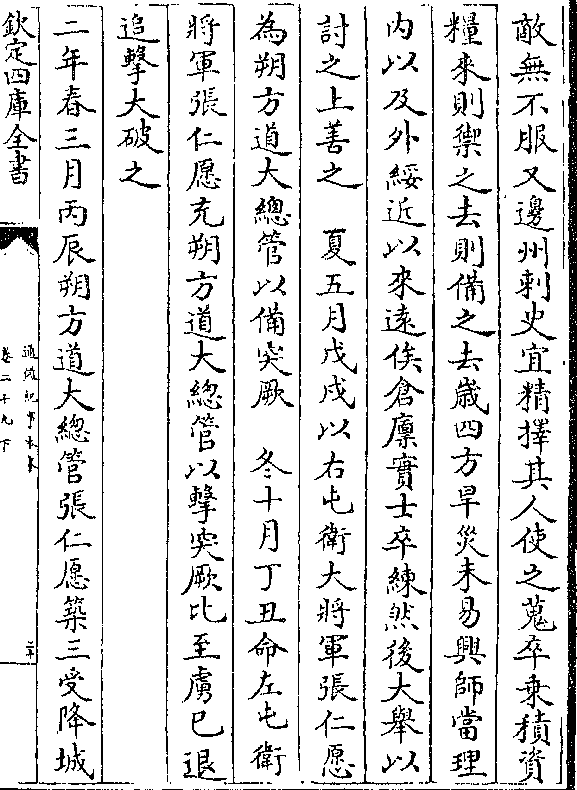 敵無不服又邊州刺史宜精擇其人使之蒐卒乗積資
糧來則禦之去則備之去嵗四方旱災未易興師當理
内以及外綏近以來逺俟倉廪實士卒練然後大舉以
討之上善之　夏五月戊戌以右屯衛大將軍張仁愿
為朔方道大總管以備突厥　冬十月丁丑命左屯衛
將軍張仁愿充朔方道大總管以擊突厥比至虜已退
追擊大破之
二年春三月丙辰朔方道大總管張仁愿築三受降城
欽定四庫全書
通鑑紀事本末
卷二十九下